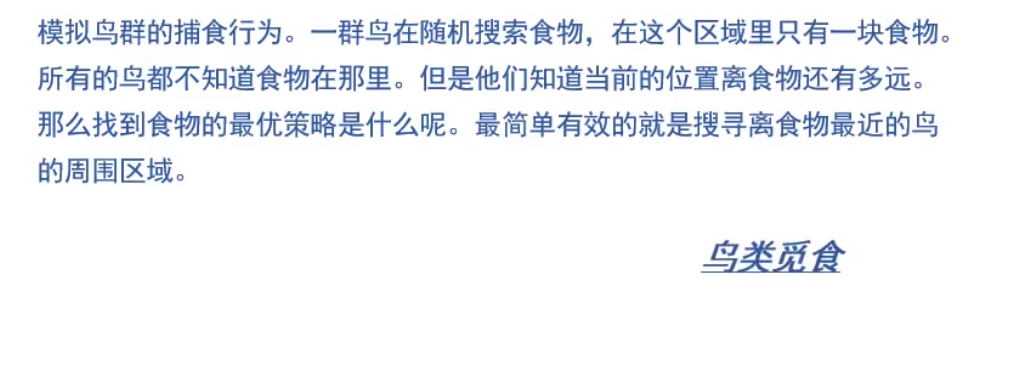 模拟鸟群的捕食行为。一群鸟在随机搜索食物，在这个区域里只有一块食物。
所有的鸟都不知道食物在那里。但是他们知道当前的位置离食物还有多远。
那么找到食物的最优策略是什么呢。最简单有效的就是搜寻离食物最近的鸟
的周围区域。
鸟类觅食